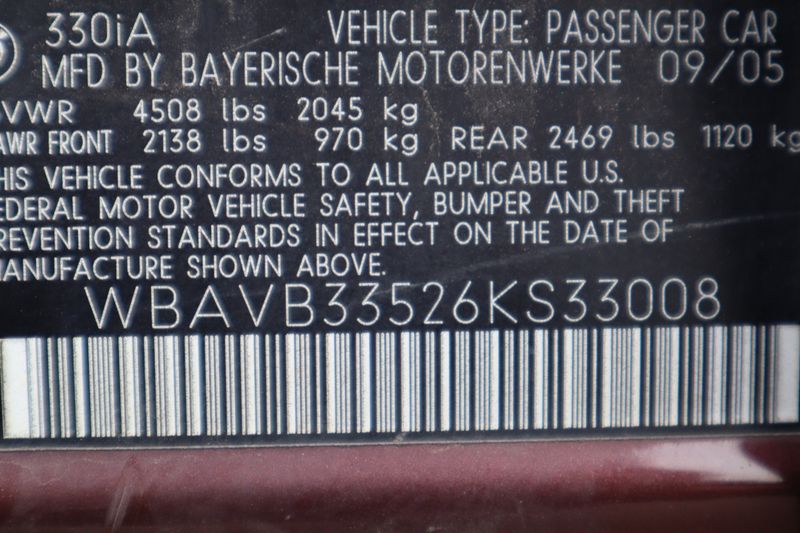 330iA VEHICLE TYPE: PASSENGER CAR
MFD BY BAYERISCHE MOTORENWERKE 09/05
VWR 4508 lbs 2045 kg
AWR FRONT 2138 lbs 970 kg REAR 2469 lbs 1120 kg
HIS VEHICLE CONFORMS TO ALL APPLICABLE U.S.
EDERAL MOTOR VEHICLE SAFETY, BUMPER AND THEFT
REVENTION STANDARDS IN EFFECT ON THE DATE OF
MANUFACTURE SHOWN ABOVE.
WBAVB33526KS33008